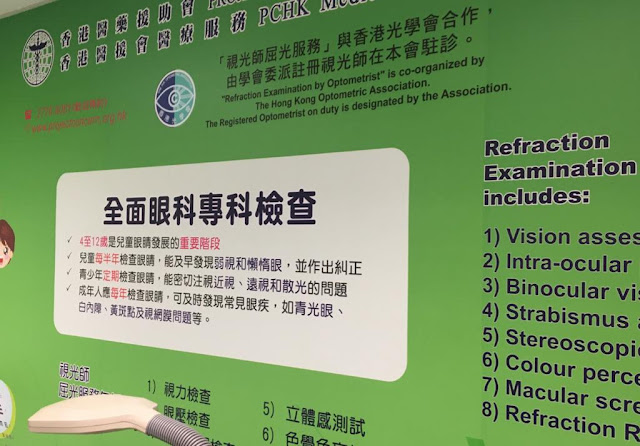 香港醫藥援助會
香港醫援會醫療服務 PCHK
「視光師屈光服務」與香港光學會合作，
由學會委派註冊視光師在本會駐診。
"Refraction Examination by Optometrist" is co-organized by
The Hong Kong Optometric Association.
The Registered Optometrist on duty is designated by the Association.
全面眼科專科檢查
✓ 4至12歲是兒童眼睛發展的重要階段
✓ 兒童每半年檢查眼睛，能及早發現弱視和懶惰眼，並作出糾正
✓ 青少年定期檢查眼睛，能密切注視近視、遠視和散光的問題
✓ 成年人應每年檢查眼睛，可及時發現常見眼疾，如青光眼、
白內障、黃斑點及視網膜問題等。
視光師
屈光服務
1) 視力檢查
眼壓檢查
5) 立體感測試
6)
Refraction
Examination
includes:
1) Vision
2) Intra-ocular
3) Binocular
4) Strabismus
5) Stereoscopic
6) Colour
7) Macular
8) Refraction